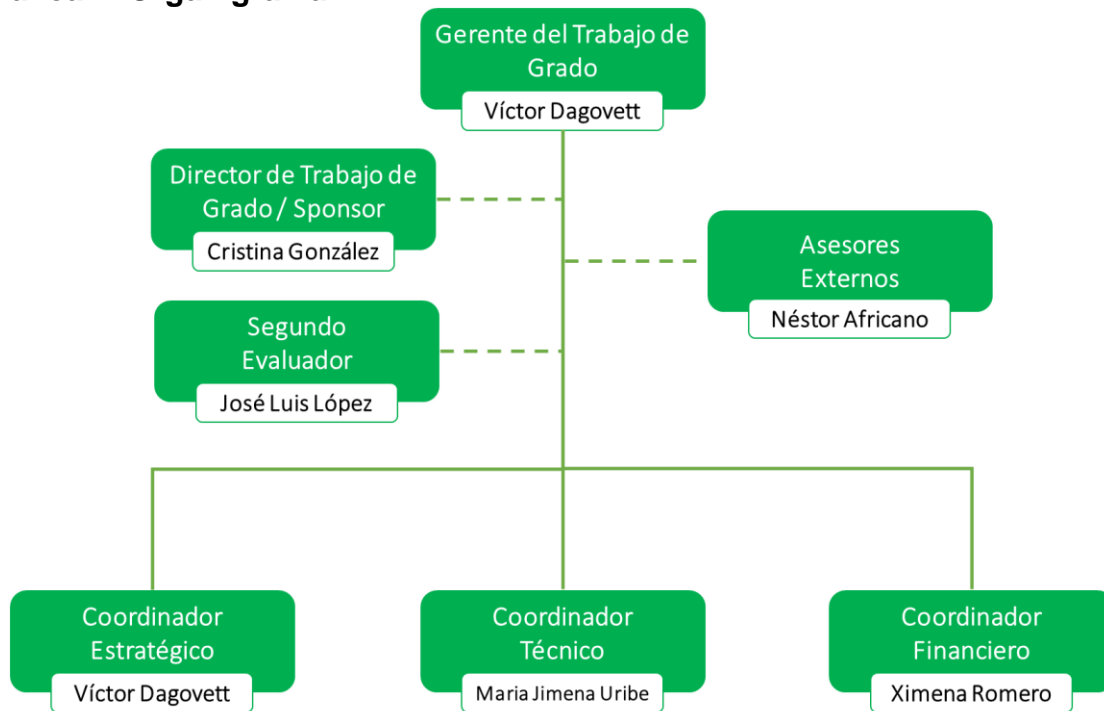 Gerente del Trabajo de
Grado
Víctor Dagovett
Director de Trabajo de
Grado / Sponsor
Cristina González
Asesores
Externos
Néstor Africano
Segundo
Evaluador
José Luis López
Coordinador
Estratégico
Víctor Dagovett
Coordinador
Técnico
Maria Jimena Uribe
Coordinador
Financiero
Ximena Romero